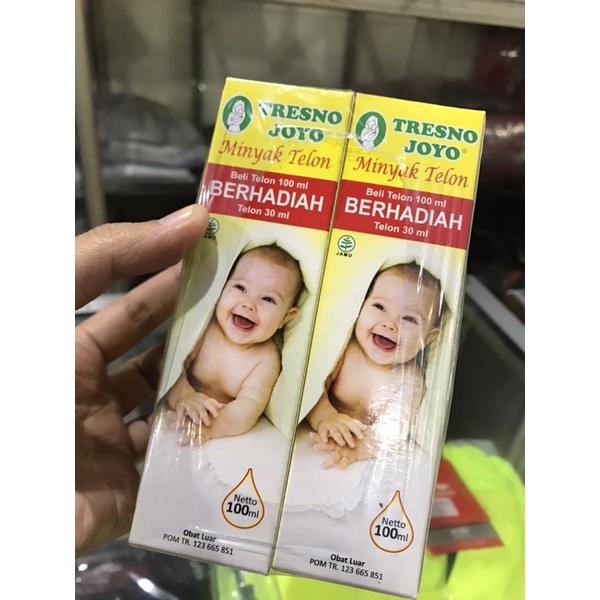 TRESNO
JOYO
Minyak Telon
Beli Telon 100 ml
BERHADIAH
Telon 30 ml
Netto
100ml
Obat Luar
POM TR. 123 665 851
TRESNO
JOYO®
Minyak Telon
Beli Telon 100 ml
BERHADIAH
Telon 30 ml
JAMU
Netto
100ml
Obat Luar
POM TR. 123 665 851